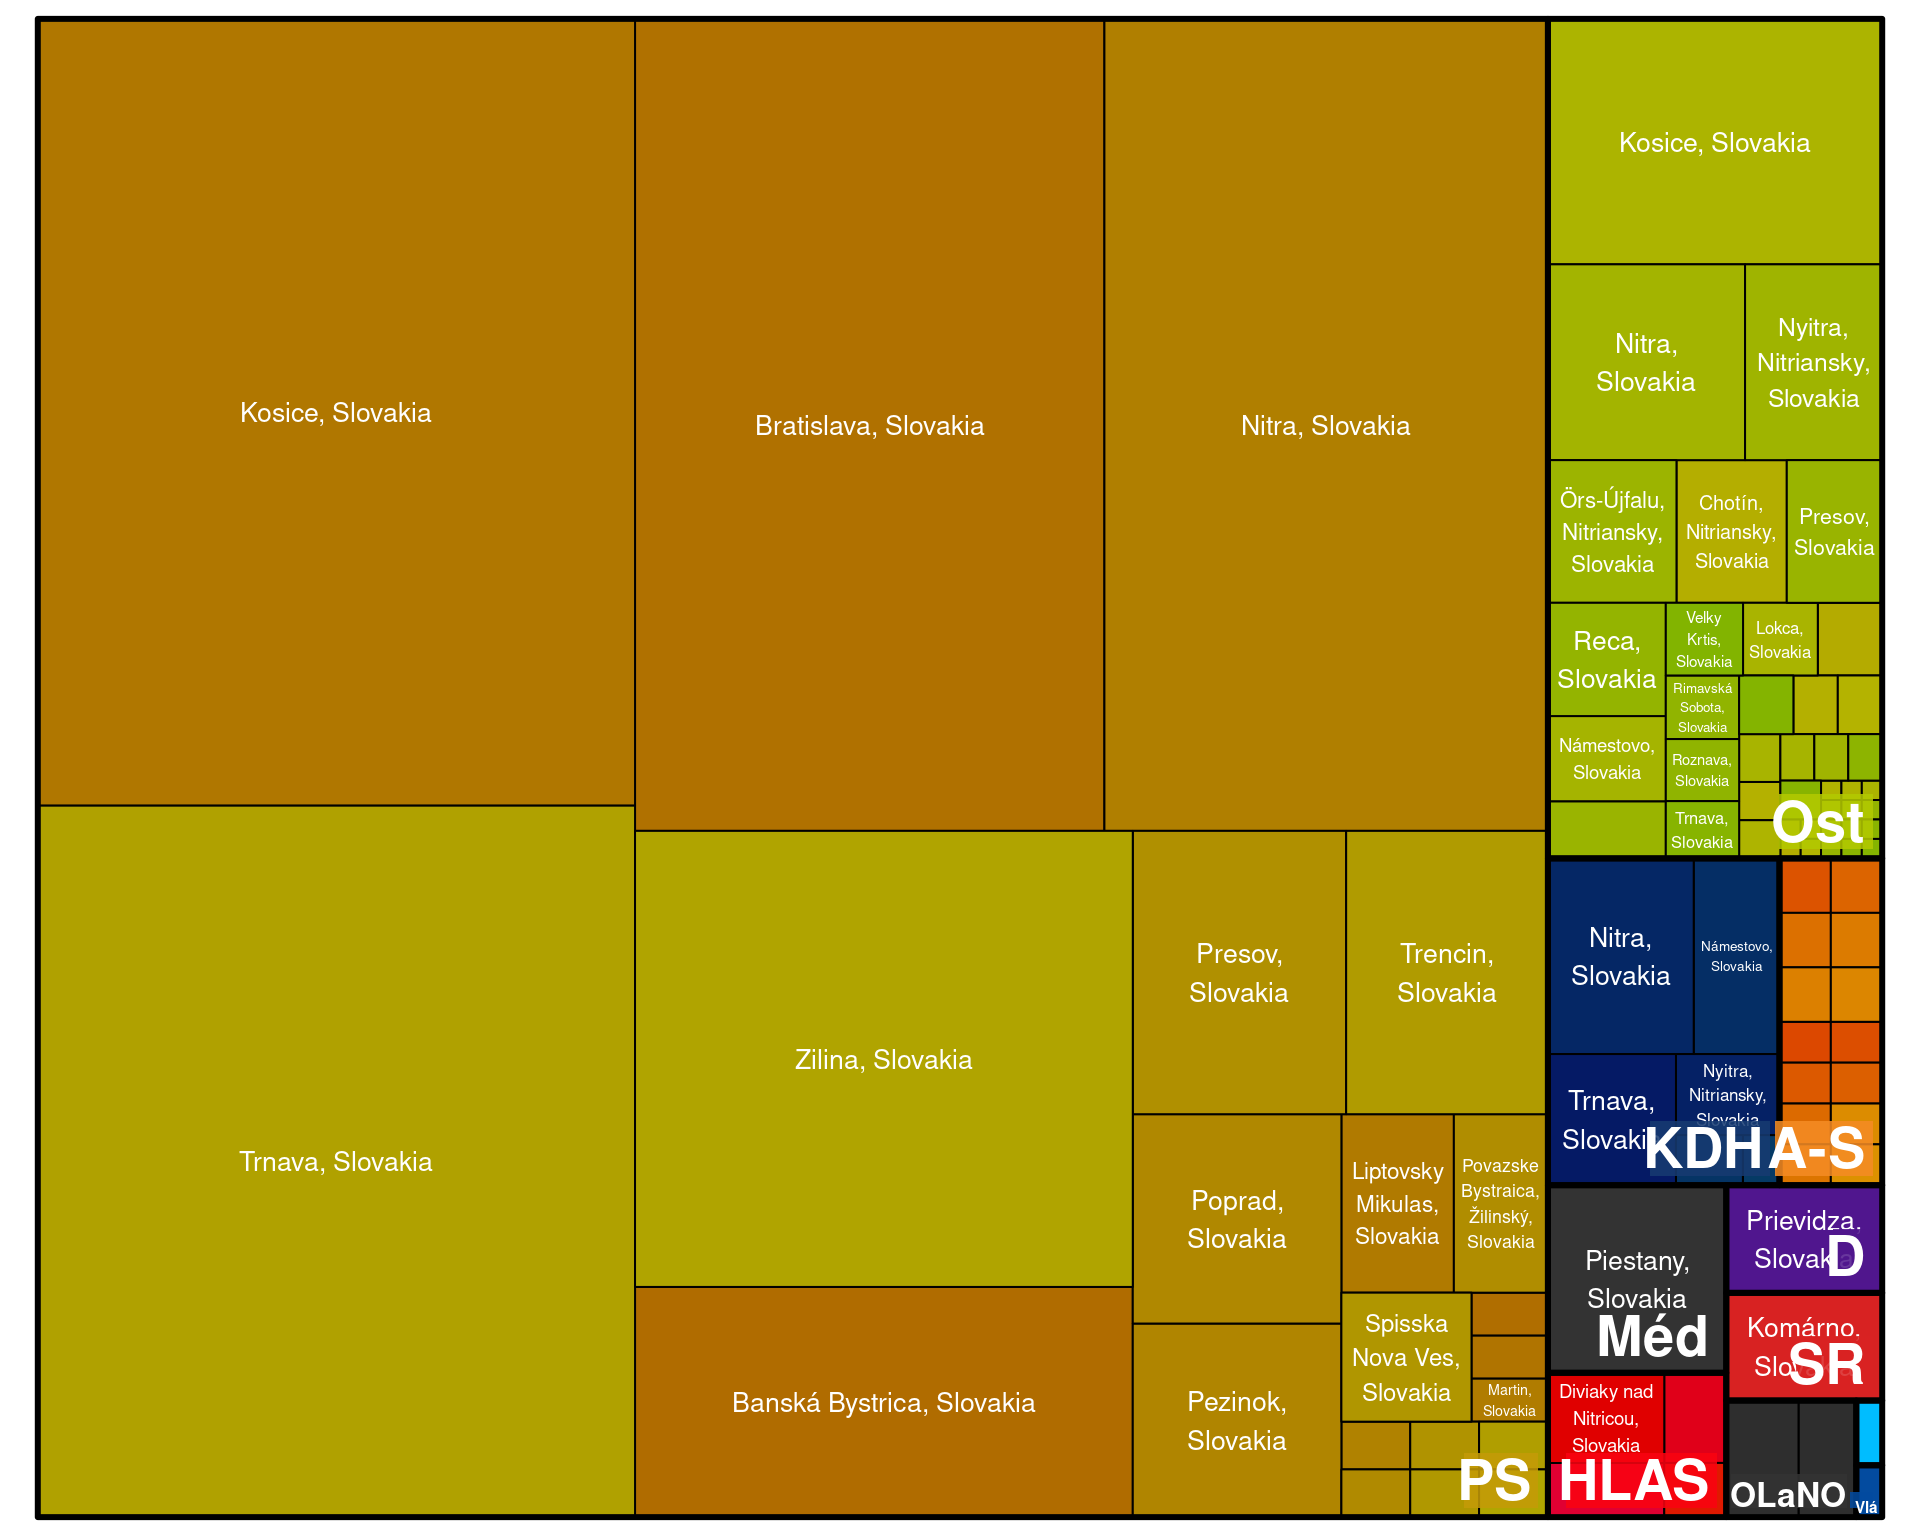 Kosice, Slovakia
Bratislava, Slovakia
Nitra, Slovakia
Trnava, Slovakia
Zilina, Slovakia
Banská Bystrica, Slovakia
Presov,
Slovakia
Trencin,
Slovakia
Poprad,
Slovakia
Liptovsky
Mikulas,
Slovakia
Povazske
Bystraica,
Žilinský,
Slovakia
Pezinok,
Slovakia
Spisska
Nova Ves,
Slovakia
Martin,
Slovakia
PS
Kosice, Slovakia
Nitra,
Slovakia
Nyitra,
Nitriansky,
Slovakia
Örs-Újfalu,
Nitriansky,
Slovakia
Chotín,
Nitriansky,
Slovakia
Presov,
Slovakia
Reca,
Slovakia
Velky
Krtis,
Slovakia
Lokca,
Slovakia
Rimavská
Sobota,
Slovakia
Námestovo,
Slovakia
Roznava,
Slovakia
Trnava,
Slovakia
Ost
Nitra,
Slovakia
Námestovo,
Slovakia
Trnava,
Slovakia
Nyitra,
Nitriansky,
Slovakia
KDH
A-S
Piestany,
Slovakia
Méd
Prievidza,
Slovakia
D
Komárno,
Slovakia
SR
Diviaky nad
Nitricou,
Slovakia
HLAS
OLaNO
Vlá